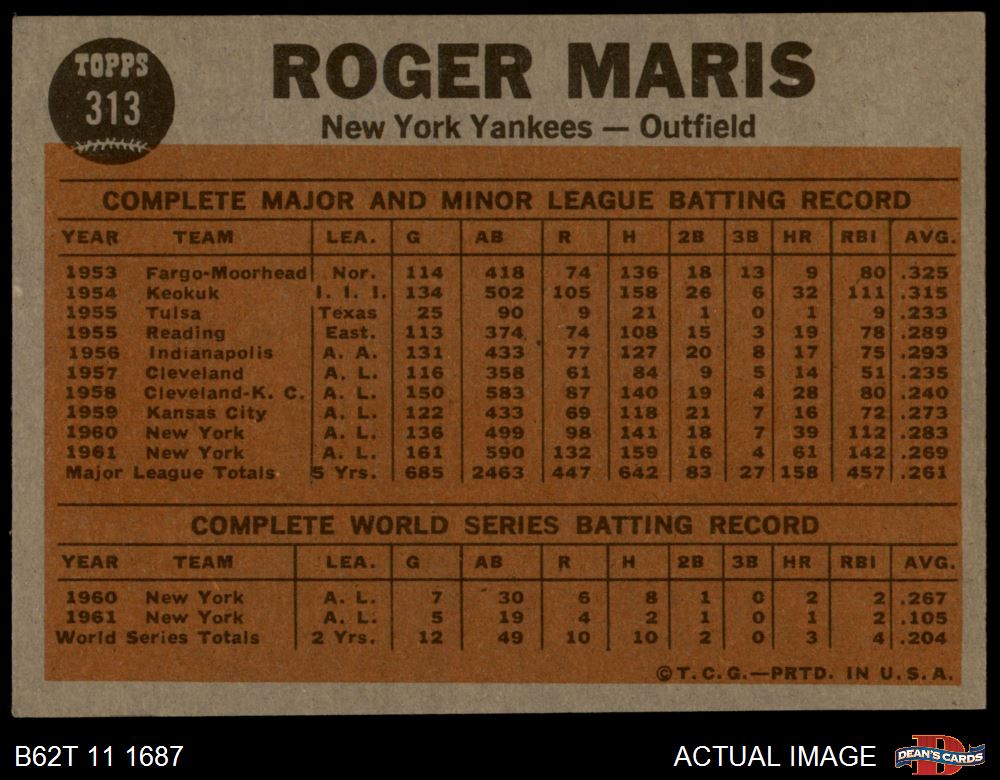 TOPPS
313
ROGER MARIS
New York Yankees — Outfield
COMPLETE MAJOR AND MINOR LEAGUE BATTING RECORD
YEAR TEAM LEA. G AB R H 2B 3B HR RBI AVG.
1953 Fargo-Moorhead Nor. 114 418 74 136 18 13 9 80 .325
1954 Keokuk I. I. I. 134 502 105 158 26 6 32 111 .315
1955 Tulsa Texas 25 90 9 21 1 0 1 9 .233
1955 Reading East. 113 374 74 108 15 3 19 78 .289
1956 Indianapolis A. A. 131 433 77 127 20 8 17 75 .293
1957 Cleveland A. L. 116 358 61 84 9 5 14 51 .235
1958 Cleveland-K. C. A. L. 150 583 87 140 19 4 28 80 .240
1959 Kansas City A. L. 122 433 69 118 21 7 16 72 .273
1960 New York A. L. 136 499 98 141 18 7 39 112 .283
1961 New York A. L. 161 590 132 159 16 4 61 142 .269
Major League Totals 5 Yrs. 685 2463 447 642 83 27 158 457 .261
COMPLETE WORLD SERIES BATTING RECORD
YEAR TEAM LEA. G AB R H 2B 3B HR RBI AVG.
1960 New York A. L. 7 30 6 8 1 0 2 2 .267
1961 New York A. L. 5 19 4 2 1 0 1 2 .105
World Series Totals 2 Yrs. 12 49 10 10 2 0 3 4 .204
©T.C.G.—PRTD. IN U.S.A.
B62T 11 1687 ACTUAL IMAGE DEAN'S CARDS